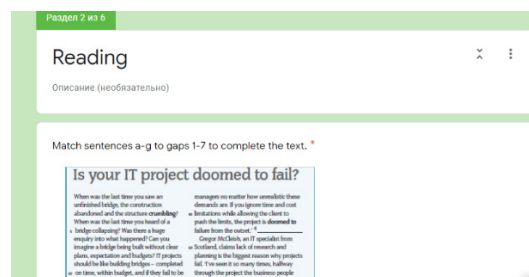 Раздел 2 из 6
Reading
Описание (необязательно)
Match sentences a-g to gaps 1-7 to complete the text. *
Is your IT project doomed to fail?
When was the last time you saw an
unfinished bridge, the construction
abandoned and the structure crumbling?
When was the last time you heard of a
bridge collapsing? Was there a huge
enquiry into what happened? Can you
imagine a bridge being built without clear
plans, expectation and budgets? IT projects
should be like building bridges – completed
on time, within budget, and if they fail to be
managers no matter how unrealistic these
demands are. If you ignore time and cost
limitations while allowing the client to
push the limits, the project is doomed to
failure from the outset.
Gregor McCleish, an IT specialist from
Scotland, claims lack of research and
planning is the biggest reason why projects
fail. 'I've seen it so many times, halfway
through the project the business people